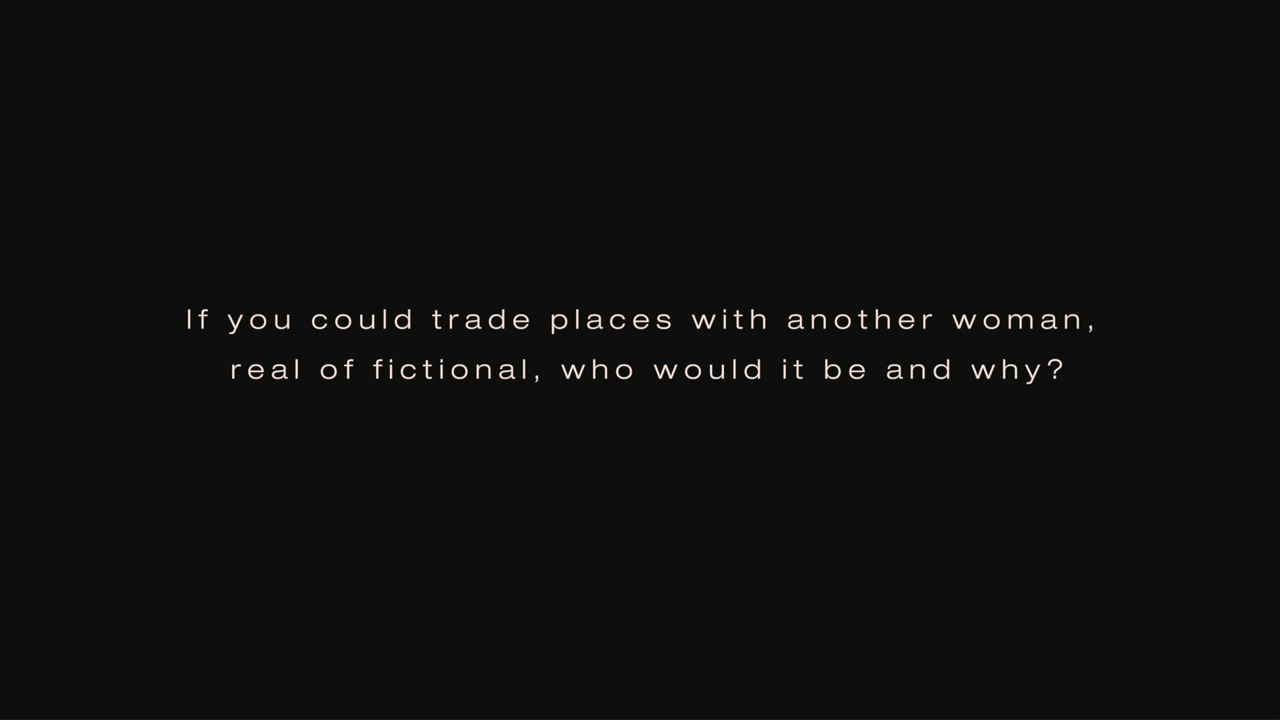 If you could trade places with another woman,
real of fictional, who would it be and why?